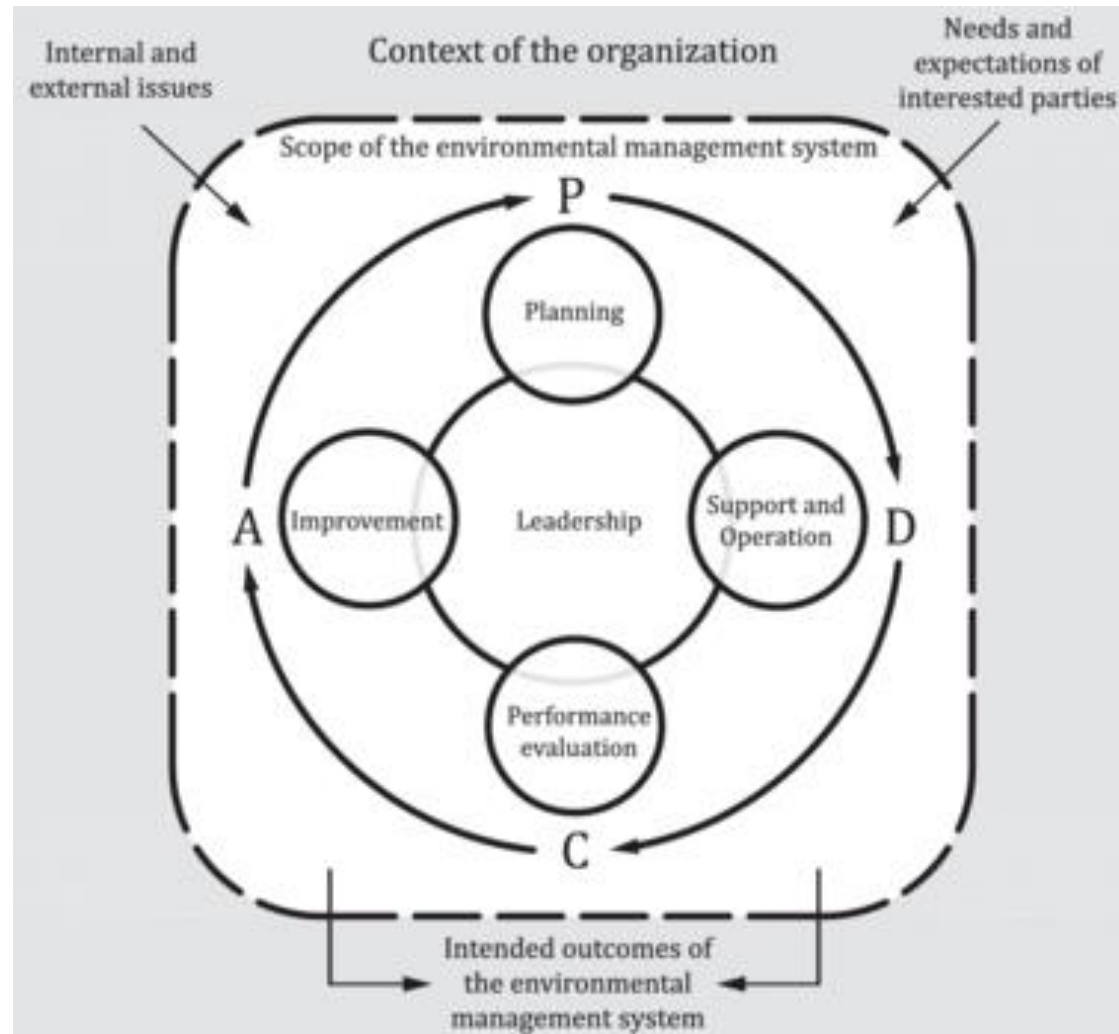 Internal and
external issues
Context of the organization
Needs and
expectations of
interested parties
Scope of the environmental management system
P
Planning
A
Improvement
Leadership
Support and
Operation
D
Performance
evaluation
C
Intended outcomes of
the environmental
management system